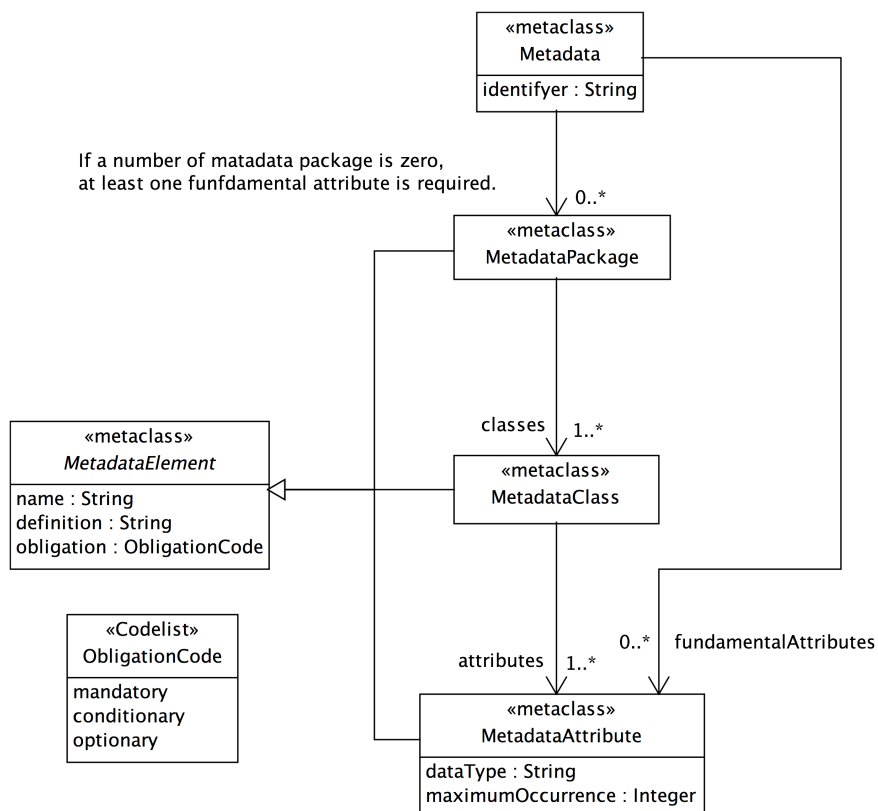 «metaclass»
Metadata
identifyer : String
If a number of matadata package is zero,
at least one funfdamental attribute is required.
0..*
«metaclass»
MetadataPackage
classes
1..*
«metaclass»
MetadataElement
name : String
definition : String
obligation : ObligationCode
«metaclass»
MetadataClass
«Codelist»
ObligationCode
mandatory
conditionary
optionary
attributes
1..*
0..*
fundamentalAttributes
«metaclass»
MetadataAttribute
dataType : String
maximumOccurrence : Integer